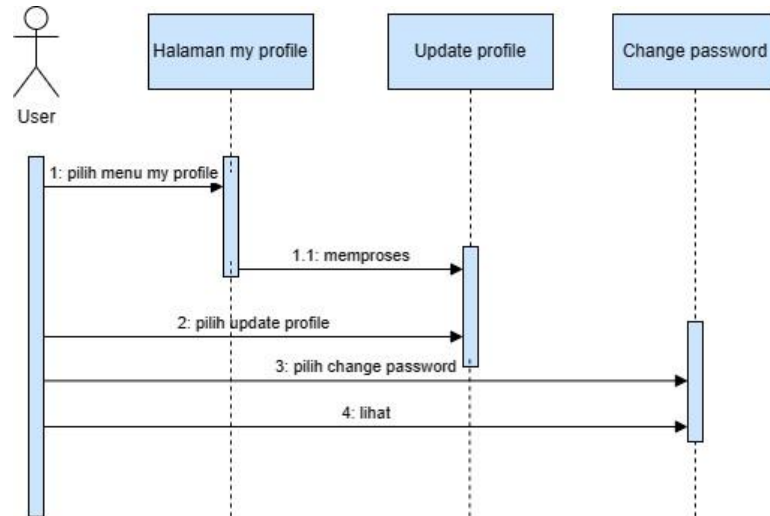 Halaman my profile
Update profile
Change password
User
1: pilih menu my profile
1.1: memproses
2: pilih update profile
3: pilih change password
4: lihat